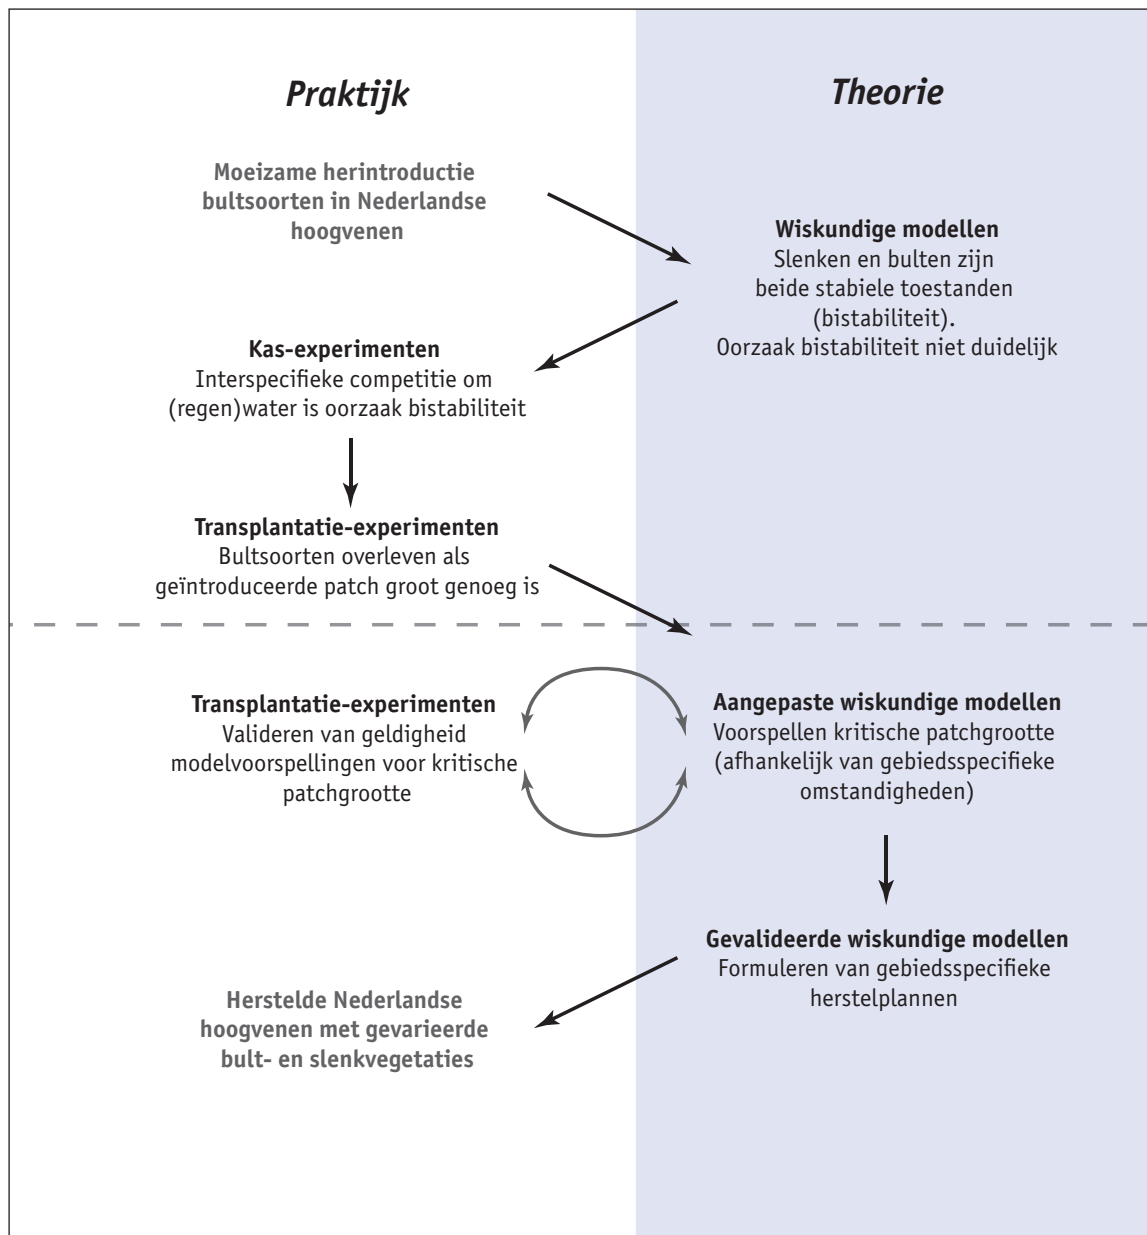 Praktijk
Theorie
Moeizame herintroductie
bultsoorten in Nederlandse
hoogvenen
Wiskundige modellen
Slenken en bulten zijn
beide stabiele toestanden
(bistabiliteit).
Oorzaak bistabiliteit niet duidelijk
Kas-experimenten
Interspecifieke competitie om
(regen)water is oorzaak bistabiliteit
Transplantatie-experimenten
Bultsoorten overleven als
geïntroduceerde patch groot genoeg is
Transplantatie-experimenten
Valideren van geldigheid
modelvoorspellingen voor kritische
patchgrootte
Aangepaste wiskundige modellen
Voorspellen kritische patchgrootte
(afhankelijk van gebiedsspecifieke
omstandigheden)
Gevalideerde wiskundige modellen
Formuleren van gebiedsspecifieke
herstelplannen
Herstelde Nederlandse
hoogvenen met gevarieerde
bult- en slenkvegetaties